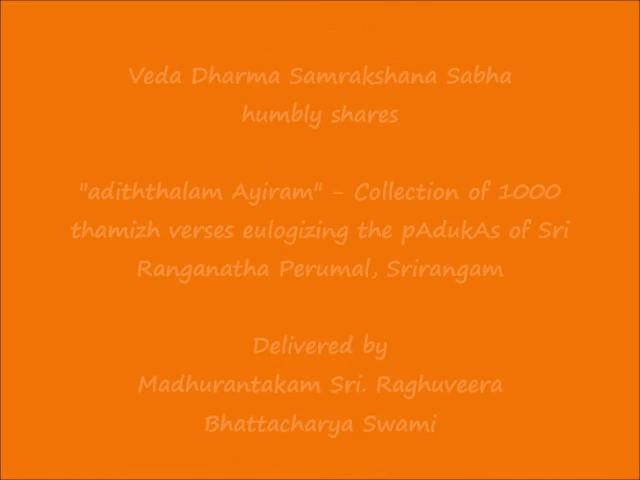 Veda Dharma Samrakshana Sabha
humbly shares
"adiththalam Ayiram" - Collection of 1000
thamizh verses eulogizing the pAdukAs of Sri
Ranganatha Perumal, Srirangam
Delivered by
Madhurantakam Sri. Raghuveera
Bhattacharya Swami